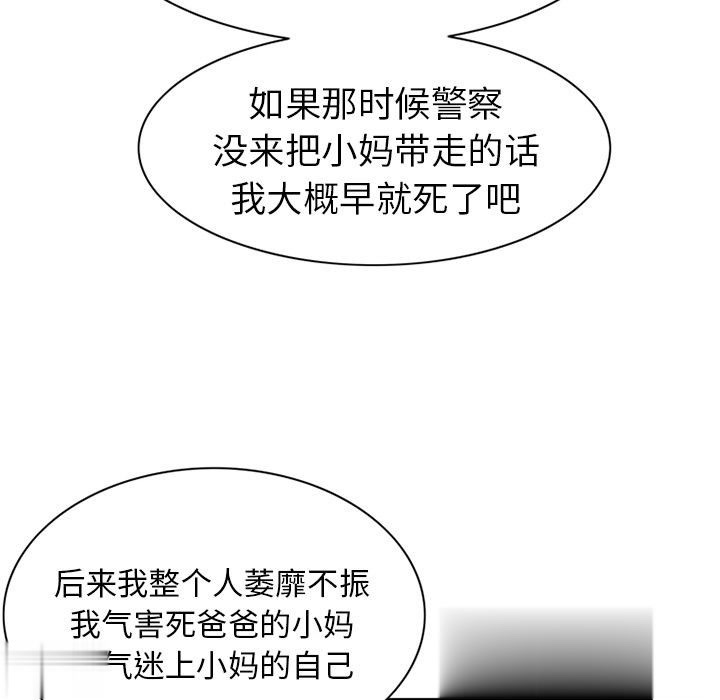 如果那时候警察
没来把小妈带走的话
我大概早就死了吧
后来我整个人萎靡不振
我气害死爸爸的小妈
气迷上小妈的自己